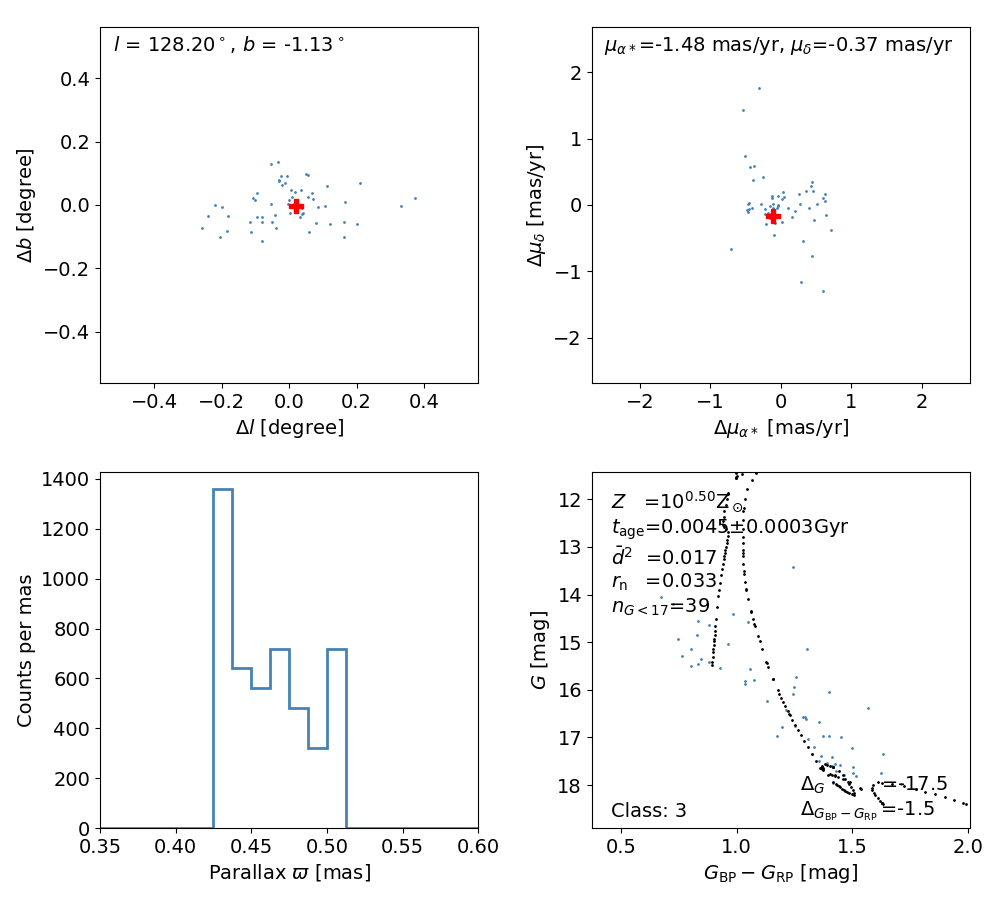 l = 128.20°, b = -1.13°
0.4
0.2
0.0
−0.2
−0.4
Δb [degree]
−0.4 −0.2 0.0 0.2 0.4
Δl [degree]
μα*=-1.48 mas/yr, μδ=-0.37 mas/yr
2
1
0
−1
−2
Δμδ [mas/yr]
−2 −1 0 1 2
Δμα* [mas/yr]
1400
1200
1000
800
600
400
200
0
Counts per mas
0.35 0.40 0.45 0.50 0.55 0.60
Parallax ϖ [mas]
Z =10^0.50 Z⊙
t_age=0.0045±0.0003Gyr
d̄² =0.017
r_n =0.033
n_G<17=39
Δ_G =-17.5
Δ_GBP−GRP=-1.5
Class: 3
12
13
14
15
16
17
18
G [mag]
0.5 1.0 1.5 2.0
GBP − GRP [mag]